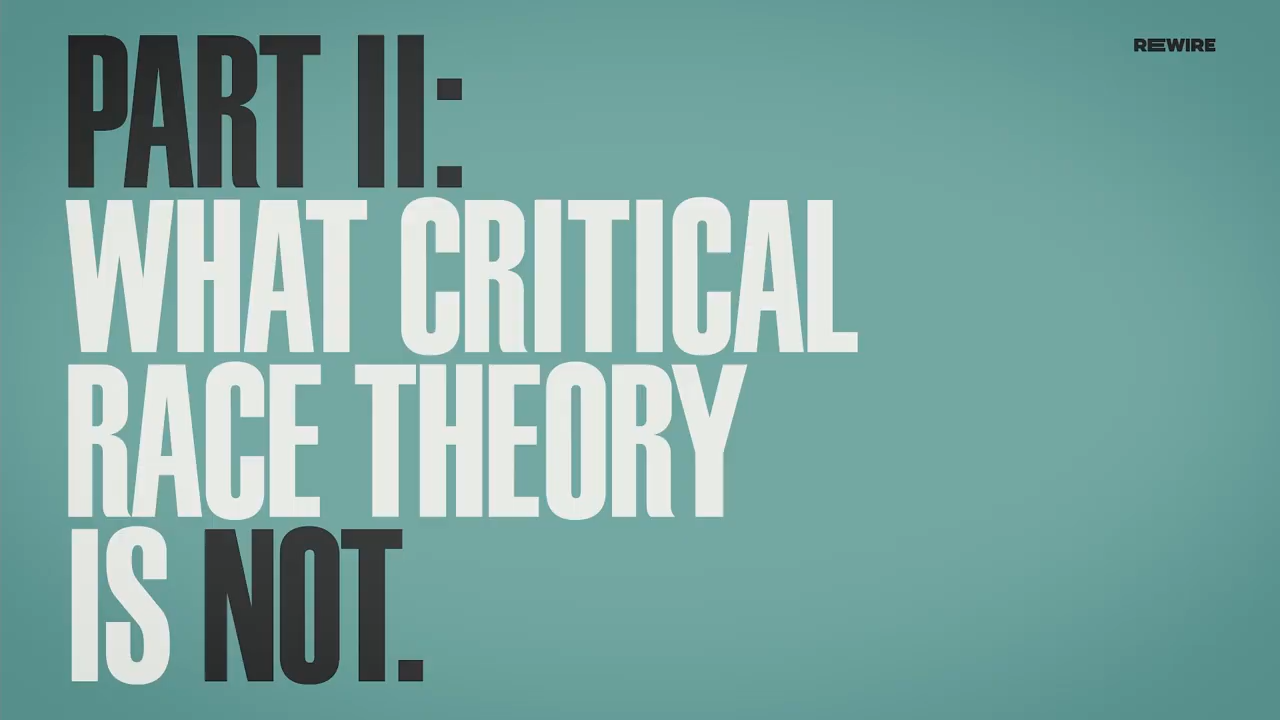 PART II:
WHAT CRITICAL
RACE THEORY
IS NOT.
REWIRE